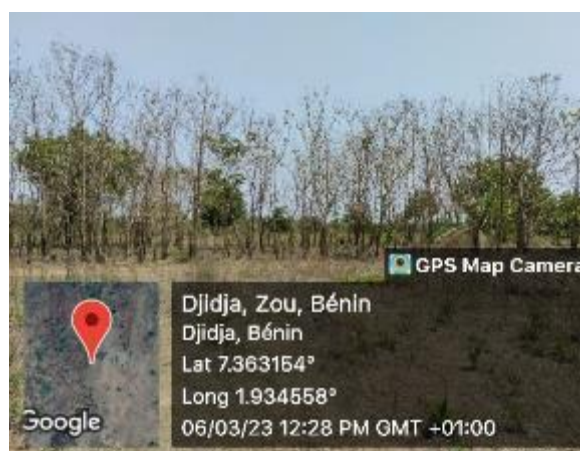 GPS Map Camera
Djidja, Zou, Bénin
Djidja, Bénin
Lat 7.363154°
Long 1.934558°
06/03/23 12:28 PM GMT +01:00
Google